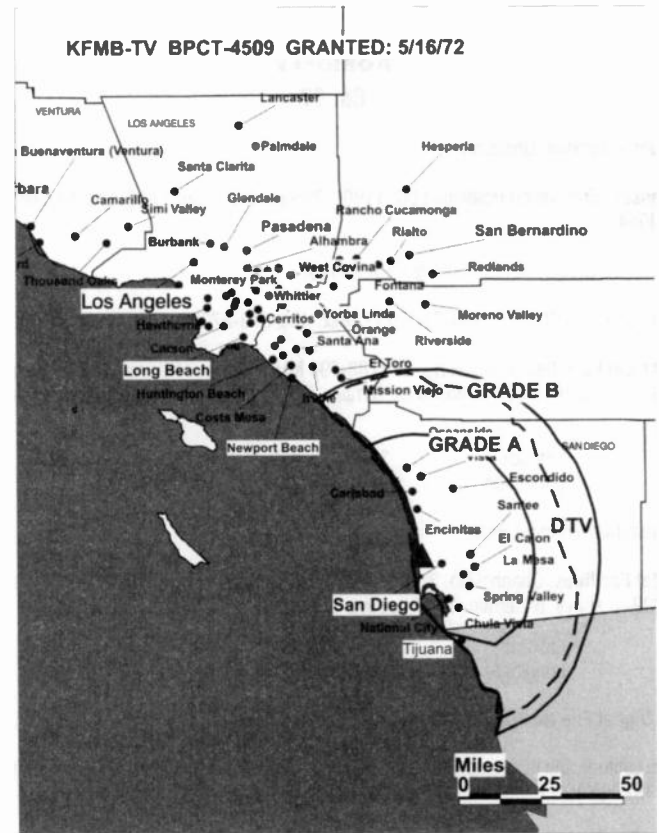 KFMB-TV BPCT-4509 GRANTED: 5/16/72
Lancaster
VENTURA
LOS ANGELES
Palmdale
Buenaventura (Ventura)
Santa Clarita
Hesperia
Camarillo
Simi Valley
Glendale
Rancho Cucamonga
Pasadena
Rialto
Burbank
Alhambra
San Bernardino
Thousand Oaks
Monterey Park
West Covina
Redlands
Fontana
Los Angeles
Whittier
Hawthorne
Cerritos
Yorba Linda
Moreno Valley
Orange
Carson
Santa Ana
Riverside
Long Beach
El Toro
Huntington Beach
Mission Viejo
GRADE B
Costa Mesa
Irvine
Newport Beach
Oceanside
GRADE A
SAN DIEGO
Vista
Carlsbad
Escondido
Santee
Encinitas
DTV
El Cajon
La Mesa
San Diego
Spring Valley
National City
Chula Vista
Tijuana
Miles
0 25 50